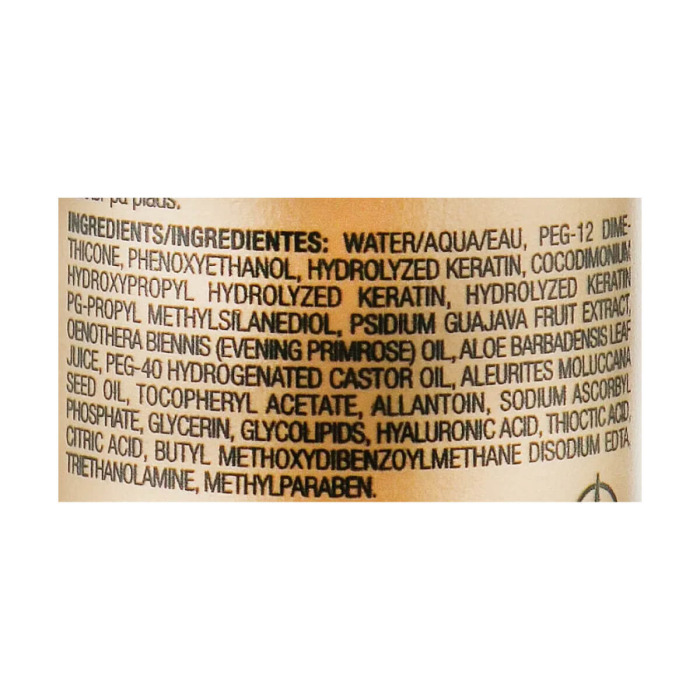 INGREDIENTS/INGREDIENTES: WATER/AQUA/EAU, PEG-12 DIME-
THICONE, PHENOXYETHANOL, HYDROLYZED KERATIN, COCODIMONIUM
HYDROXYPROPYL HYDROLYZED KERATIN, HYDROLYZED KERATIN
PG-PROPYL METHYLSILANEDIOL, PSIDIUM GUAJAVA FRUIT EXTRACT,
OENOTHERA BIENNIS (EVENING PRIMROSE) OIL, ALOE BARBADENSIS LEAF
JUICE, PEG-40 HYDROGENATED CASTOR OIL, ALEURITES MOLUCCANA
SEED OIL, TOCOPHERYL ACETATE, ALLANTOIN, SODIUM ASCORBYL
PHOSPHATE, GLYCERIN, GLYCOLIPIDS, HYALURONIC ACID, THIOCTIC ACID,
CITRIC ACID, BUTYL METHOXYDIBENZOYLMETHANE DISODIUM EDTA,
TRIETHANOLAMINE, METHYLPARABEN.